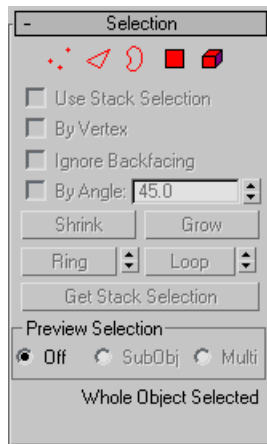 - Selection
Use Stack Selection
By Vertex
Ignore Backfacing
By Angle: 45.0
Shrink Grow
Ring Loop
Get Stack Selection
Preview Selection
Off SubObj Multi
Whole Object Selected